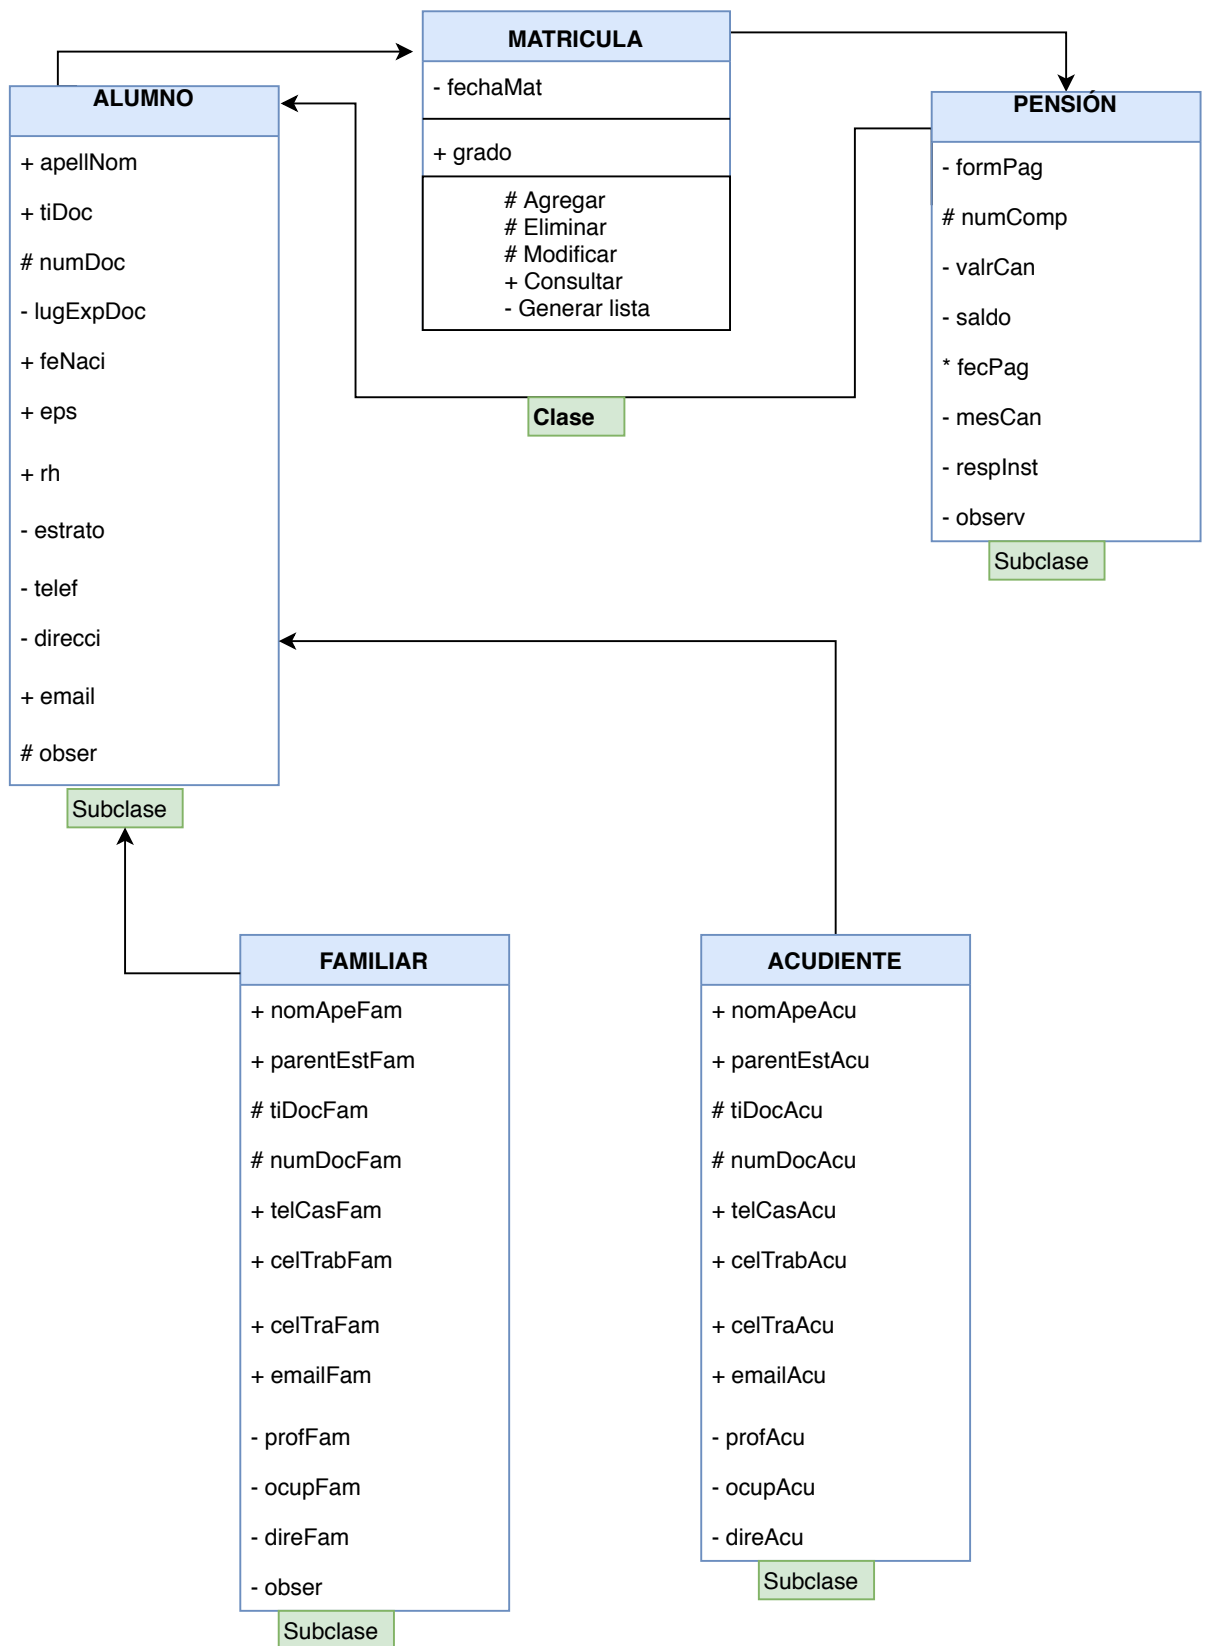 MATRICULA
- fechaMat
+ grado
# Agregar
# Eliminar
# Modificar
+ Consultar
- Generar lista
Clase
ALUMNO
+ apellNom
+ tiDoc
# numDoc
- lugExpDoc
+ feNaci
+ eps
+ rh
- estrato
- telef
- direcci
+ email
# obser
Subclase
PENSIÓN
- formPag
# numComp
- valrCan
- saldo
* fecPag
- mesCan
- respInst
- observ
Subclase
FAMILIAR
+ nomApeFam
+ parentEstFam
# tiDocFam
# numDocFam
+ telCasFam
+ celTrabFam
+ celTraFam
+ emailFam
- profFam
- ocupFam
- direFam
- obser
Subclase
ACUDIENTE
+ nomApeAcu
+ parentEstAcu
# tiDocAcu
# numDocAcu
+ telCasAcu
+ celTrabAcu
+ celTraAcu
+ emailAcu
- profAcu
- ocupAcu
- direAcu
Subclase